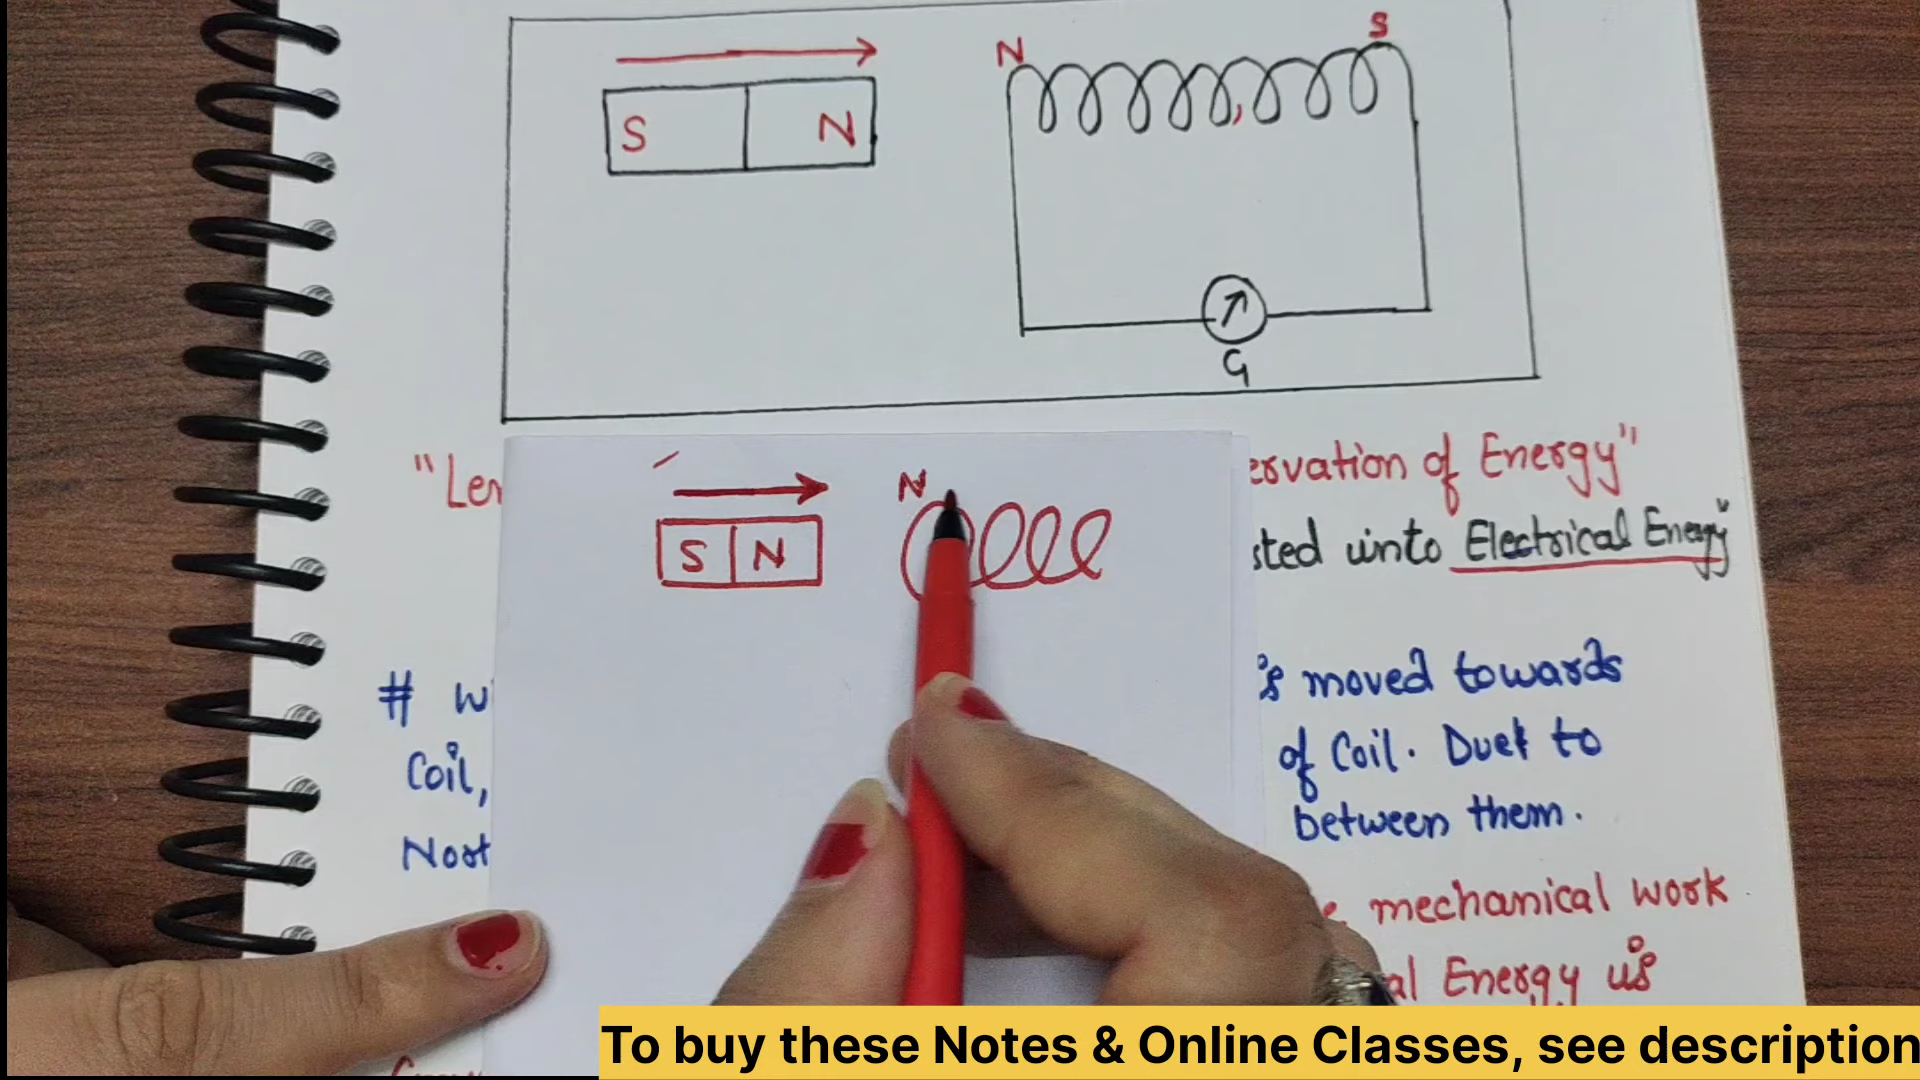 N S
S N
G
"Len ervation of Energy"
N
S N
sted into Electrical Energy"
# w is moved towards
Coil, of Coil. Duet to
Nort between them.
mechanical work
al Energy is
To buy these Notes & Online Classes, see description